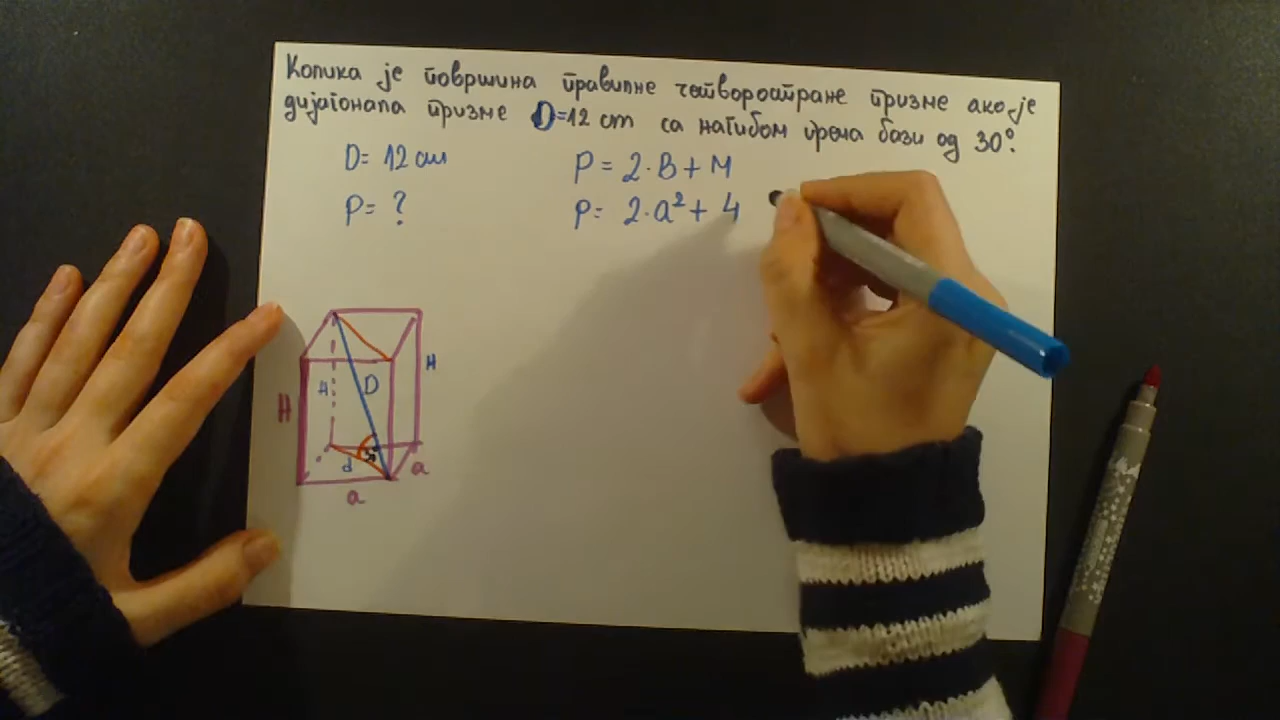 Колика је површина правилне четворостране призме ако је
дијагонала призме D=12 cm са нагибом према бази од 30°.
D= 12 cm
P= ?
P= 2·B+M
P= 2·a²+ 4
H
H
D
H
d
a
a